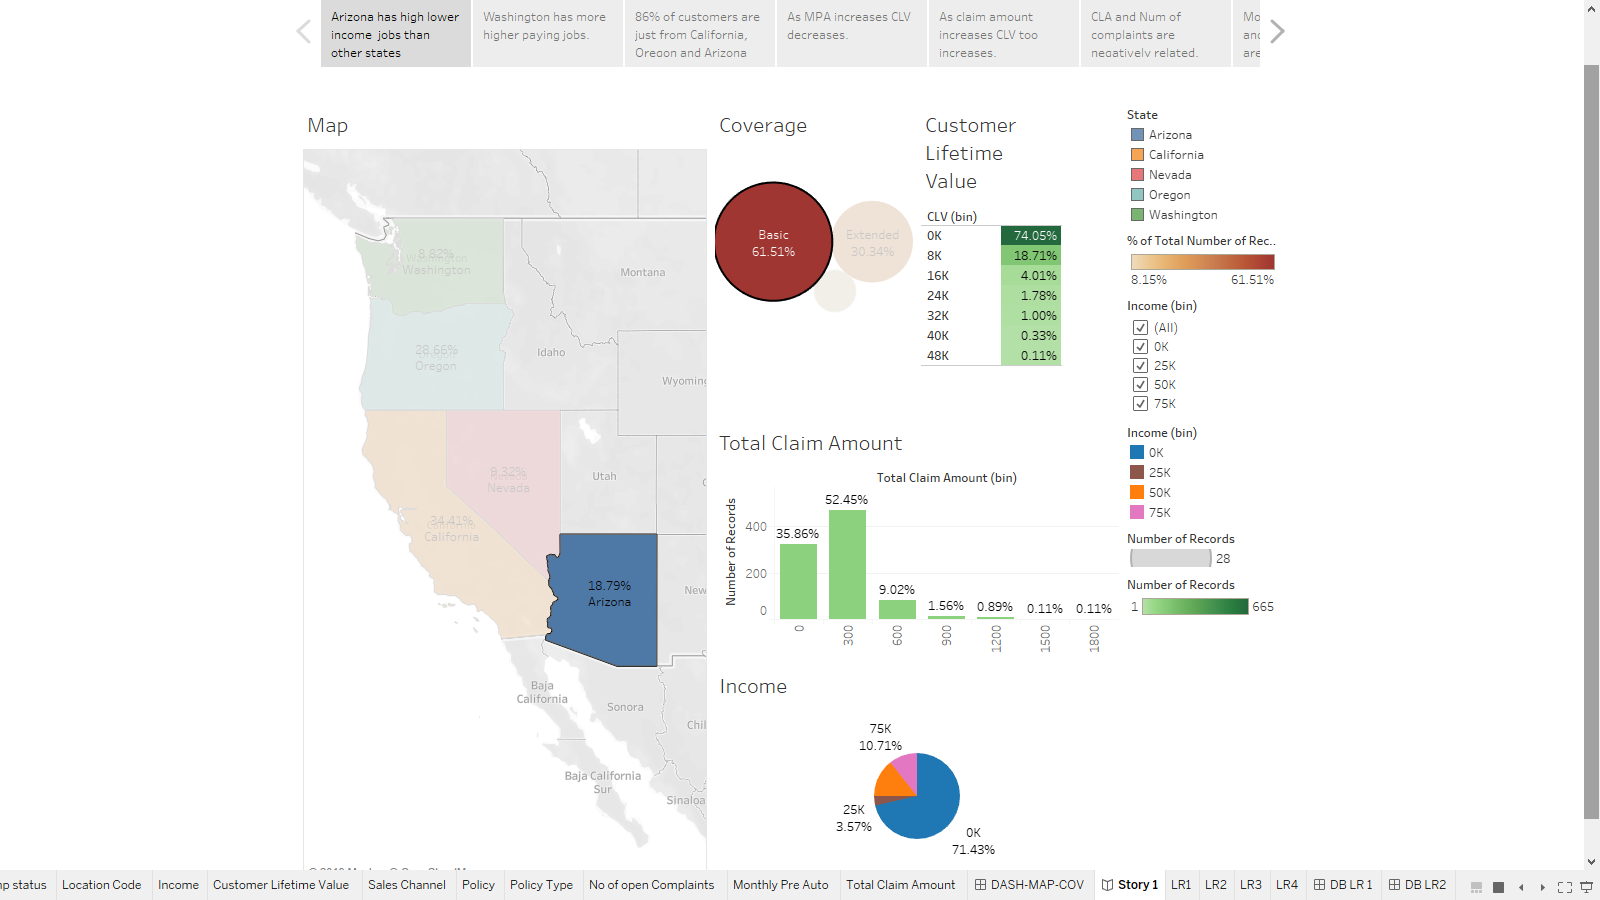 Arizona has high lower
income jobs than
other states
Washington has more
higher paying jobs.
86% of customers are
just from California,
Oregon and Arizona
As MPA increases CLV
decreases.
As claim amount
increases CLV too
increases.
CLA and Num of
complaints are
negatively related.
Map
Montana
8.82%
Washington
28.66%
Oregon
Idaho
Wyoming
8.32%
Nevada
Utah
34.41%
California
18.79%
Arizona
New
Baja
California
Sonora
Chi
Baja California
Sur
Sinaloa
Coverage
Basic
61.51%
Extended
30.34%
Customer
Lifetime
Value
CLV (bin)
0K 74.05%
8K 18.71%
16K 4.01%
24K 1.78%
32K 1.00%
40K 0.33%
48K 0.11%
Total Claim Amount
Total Claim Amount (bin)
Number of Records
400
200
0
35.86%
52.45%
9.02%
1.56%
0.89%
0.11%
0.11%
0
300
600
900
1200
1500
1800
Income
75K
10.71%
25K
3.57%
0K
71.43%
State
Arizona
California
Nevada
Oregon
Washington
% of Total Number of Rec..
8.15% 61.51%
Income (bin)
(All)
0K
25K
50K
75K
Income (bin)
0K
25K
50K
75K
Number of Records
28
Number of Records
1 665
np status Location Code Income Customer Lifetime Value Sales Channel Policy Policy Type No of open Complaints Monthly Pre Auto Total Claim Amount DASH-MAP-COV Story 1 LR1 LR2 LR3 LR4 DB LR 1 DB LR2